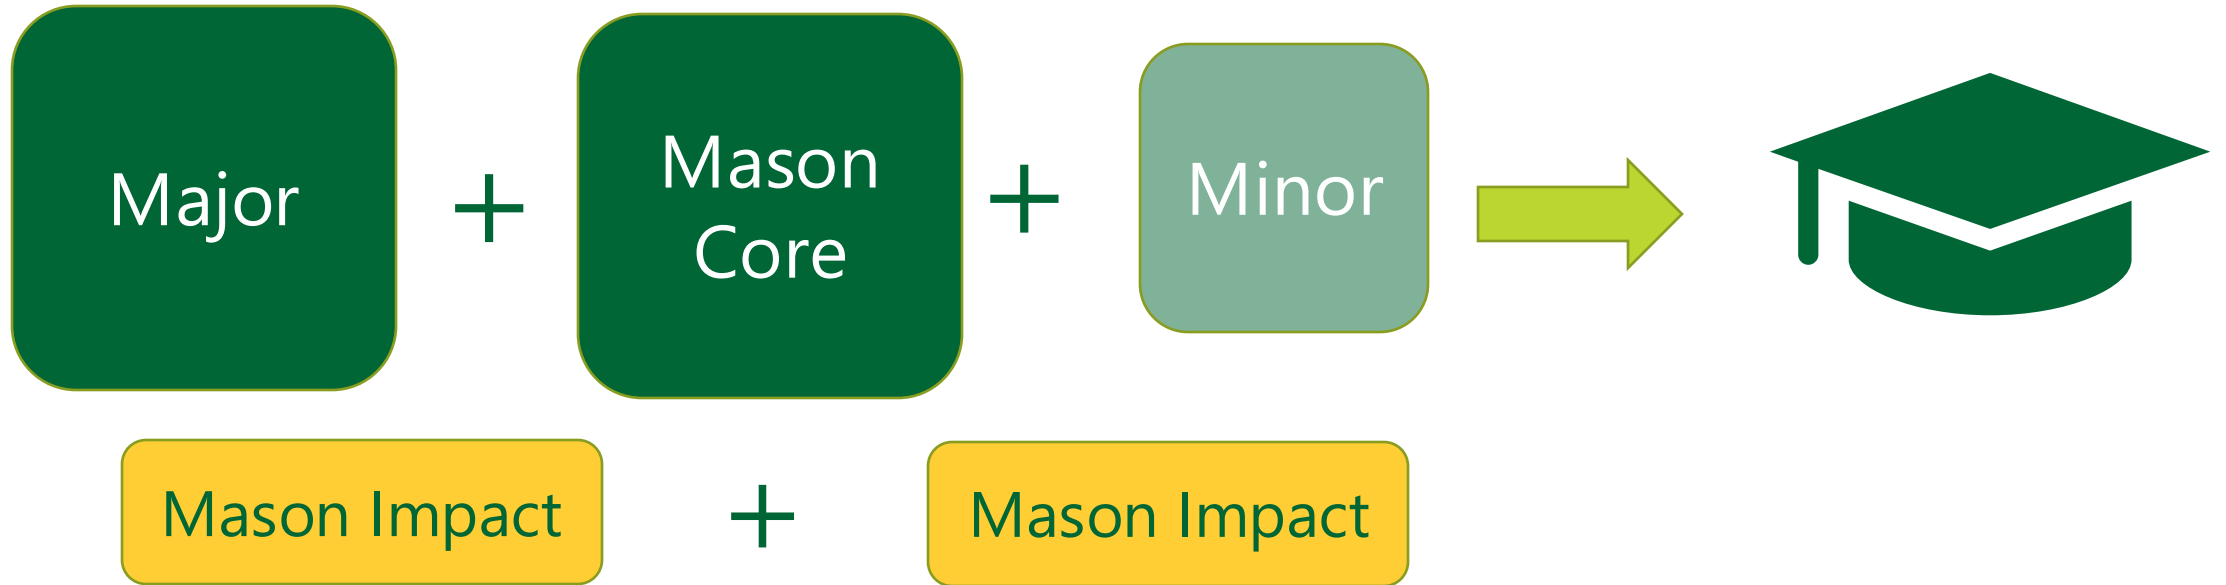 Major
+
Mason
Core
+
Minor
Mason Impact
+
Mason Impact